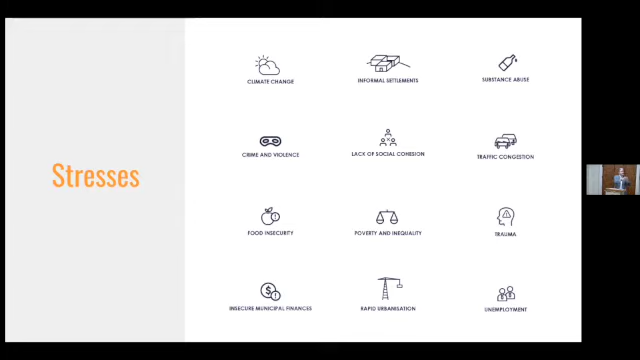 Stresses
CLIMATE CHANGE
INFORMAL SETTLEMENTS
SUBSTANCE ABUSE
CRIME AND VIOLENCE
LACK OF SOCIAL COHESION
TRAFFIC CONGESTION
FOOD INSECURITY
POVERTY AND INEQUALITY
TRAUMA
INSECURE MUNICIPAL FINANCES
RAPID URBANISATION
UNEMPLOYMENT